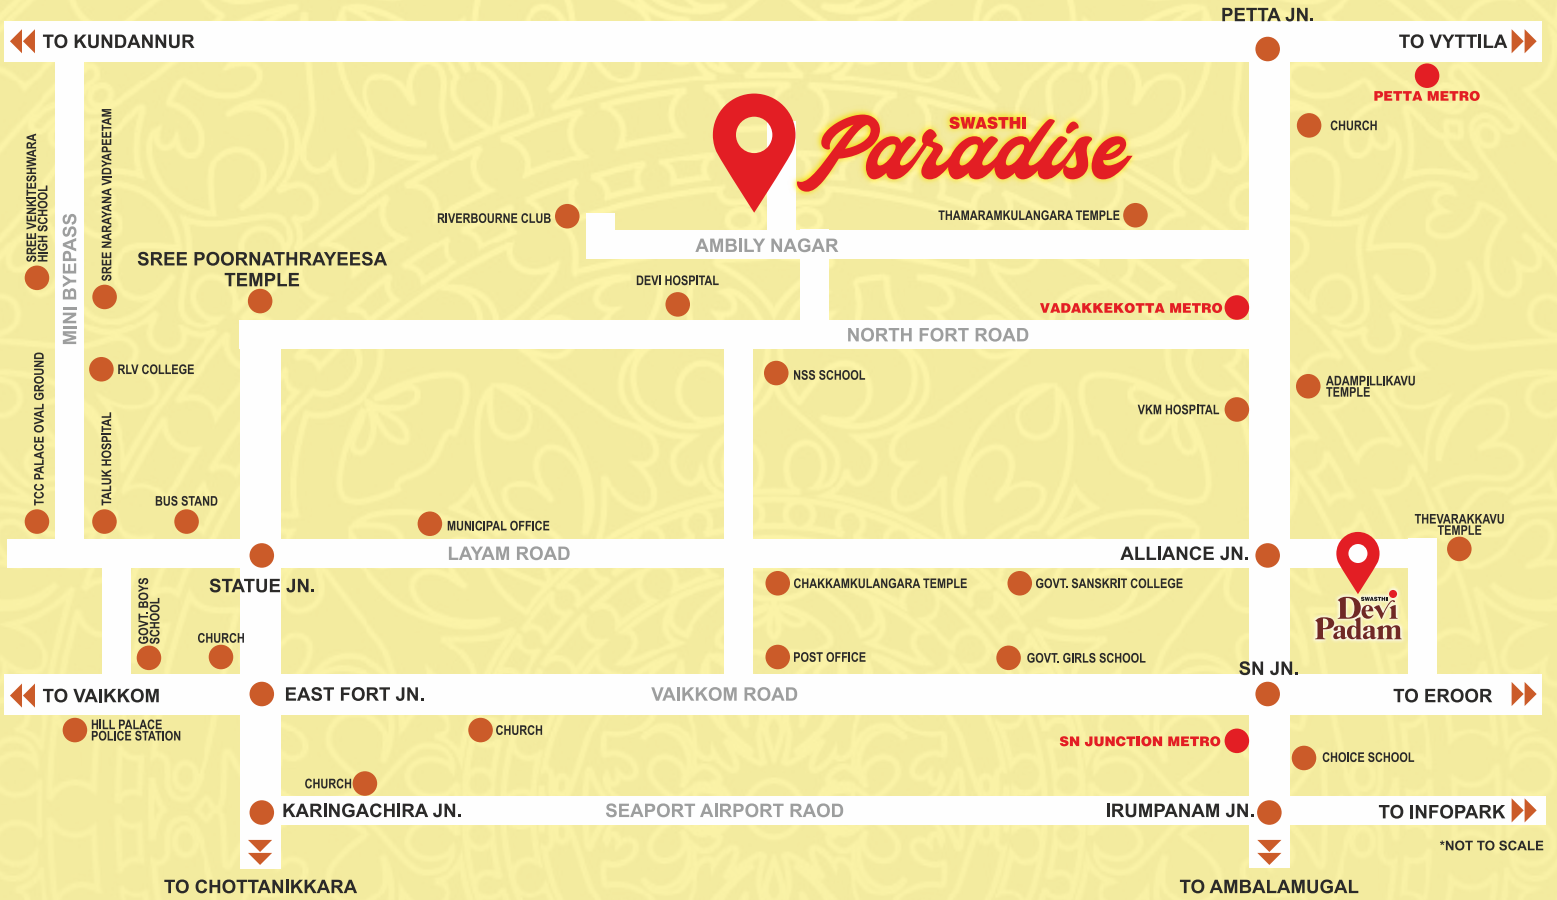 PETTA JN.
TO KUNDANNUR
TO VYTTILA
PETTA METRO
CHURCH
SWASTHI
Paradise
SREE VENKITESHWARA
HIGH SCHOOL
MINI BYEPASS
SREE NARAYANA VIDYAPEETAM
RIVERBOURNE CLUB
THAMARAMKULANGARA TEMPLE
AMBILY NAGAR
SREE POORNATHRAYEESA
TEMPLE
DEVI HOSPITAL
VADAKKEKOTTA METRO
NORTH FORT ROAD
RLV COLLEGE
NSS SCHOOL
ADAMPILLIKAVU
TEMPLE
VKM HOSPITAL
TCC PALACE OVAL GROUND
TALUK HOSPITAL
BUS STAND
MUNICIPAL OFFICE
THEVARAKKAVU
TEMPLE
LAYAM ROAD
ALLIANCE JN.
STATUE JN.
CHAKKAMKULANGARA TEMPLE
GOVT. SANSKRIT COLLEGE
SWASTHI
Devi
Padam
GOVT. BOYS
SCHOOL
CHURCH
POST OFFICE
GOVT. GIRLS SCHOOL
SN JN.
TO VAIKKOM
EAST FORT JN.
VAIKKOM ROAD
TO EROOR
HILL PALACE
POLICE STATION
CHURCH
SN JUNCTION METRO
CHOICE SCHOOL
CHURCH
KARINGACHIRA JN.
SEAPORT AIRPORT RAOD
IRUMPANAM JN.
TO INFOPARK
*NOT TO SCALE
TO CHOTTANIKKARA
TO AMBALAMUGAL